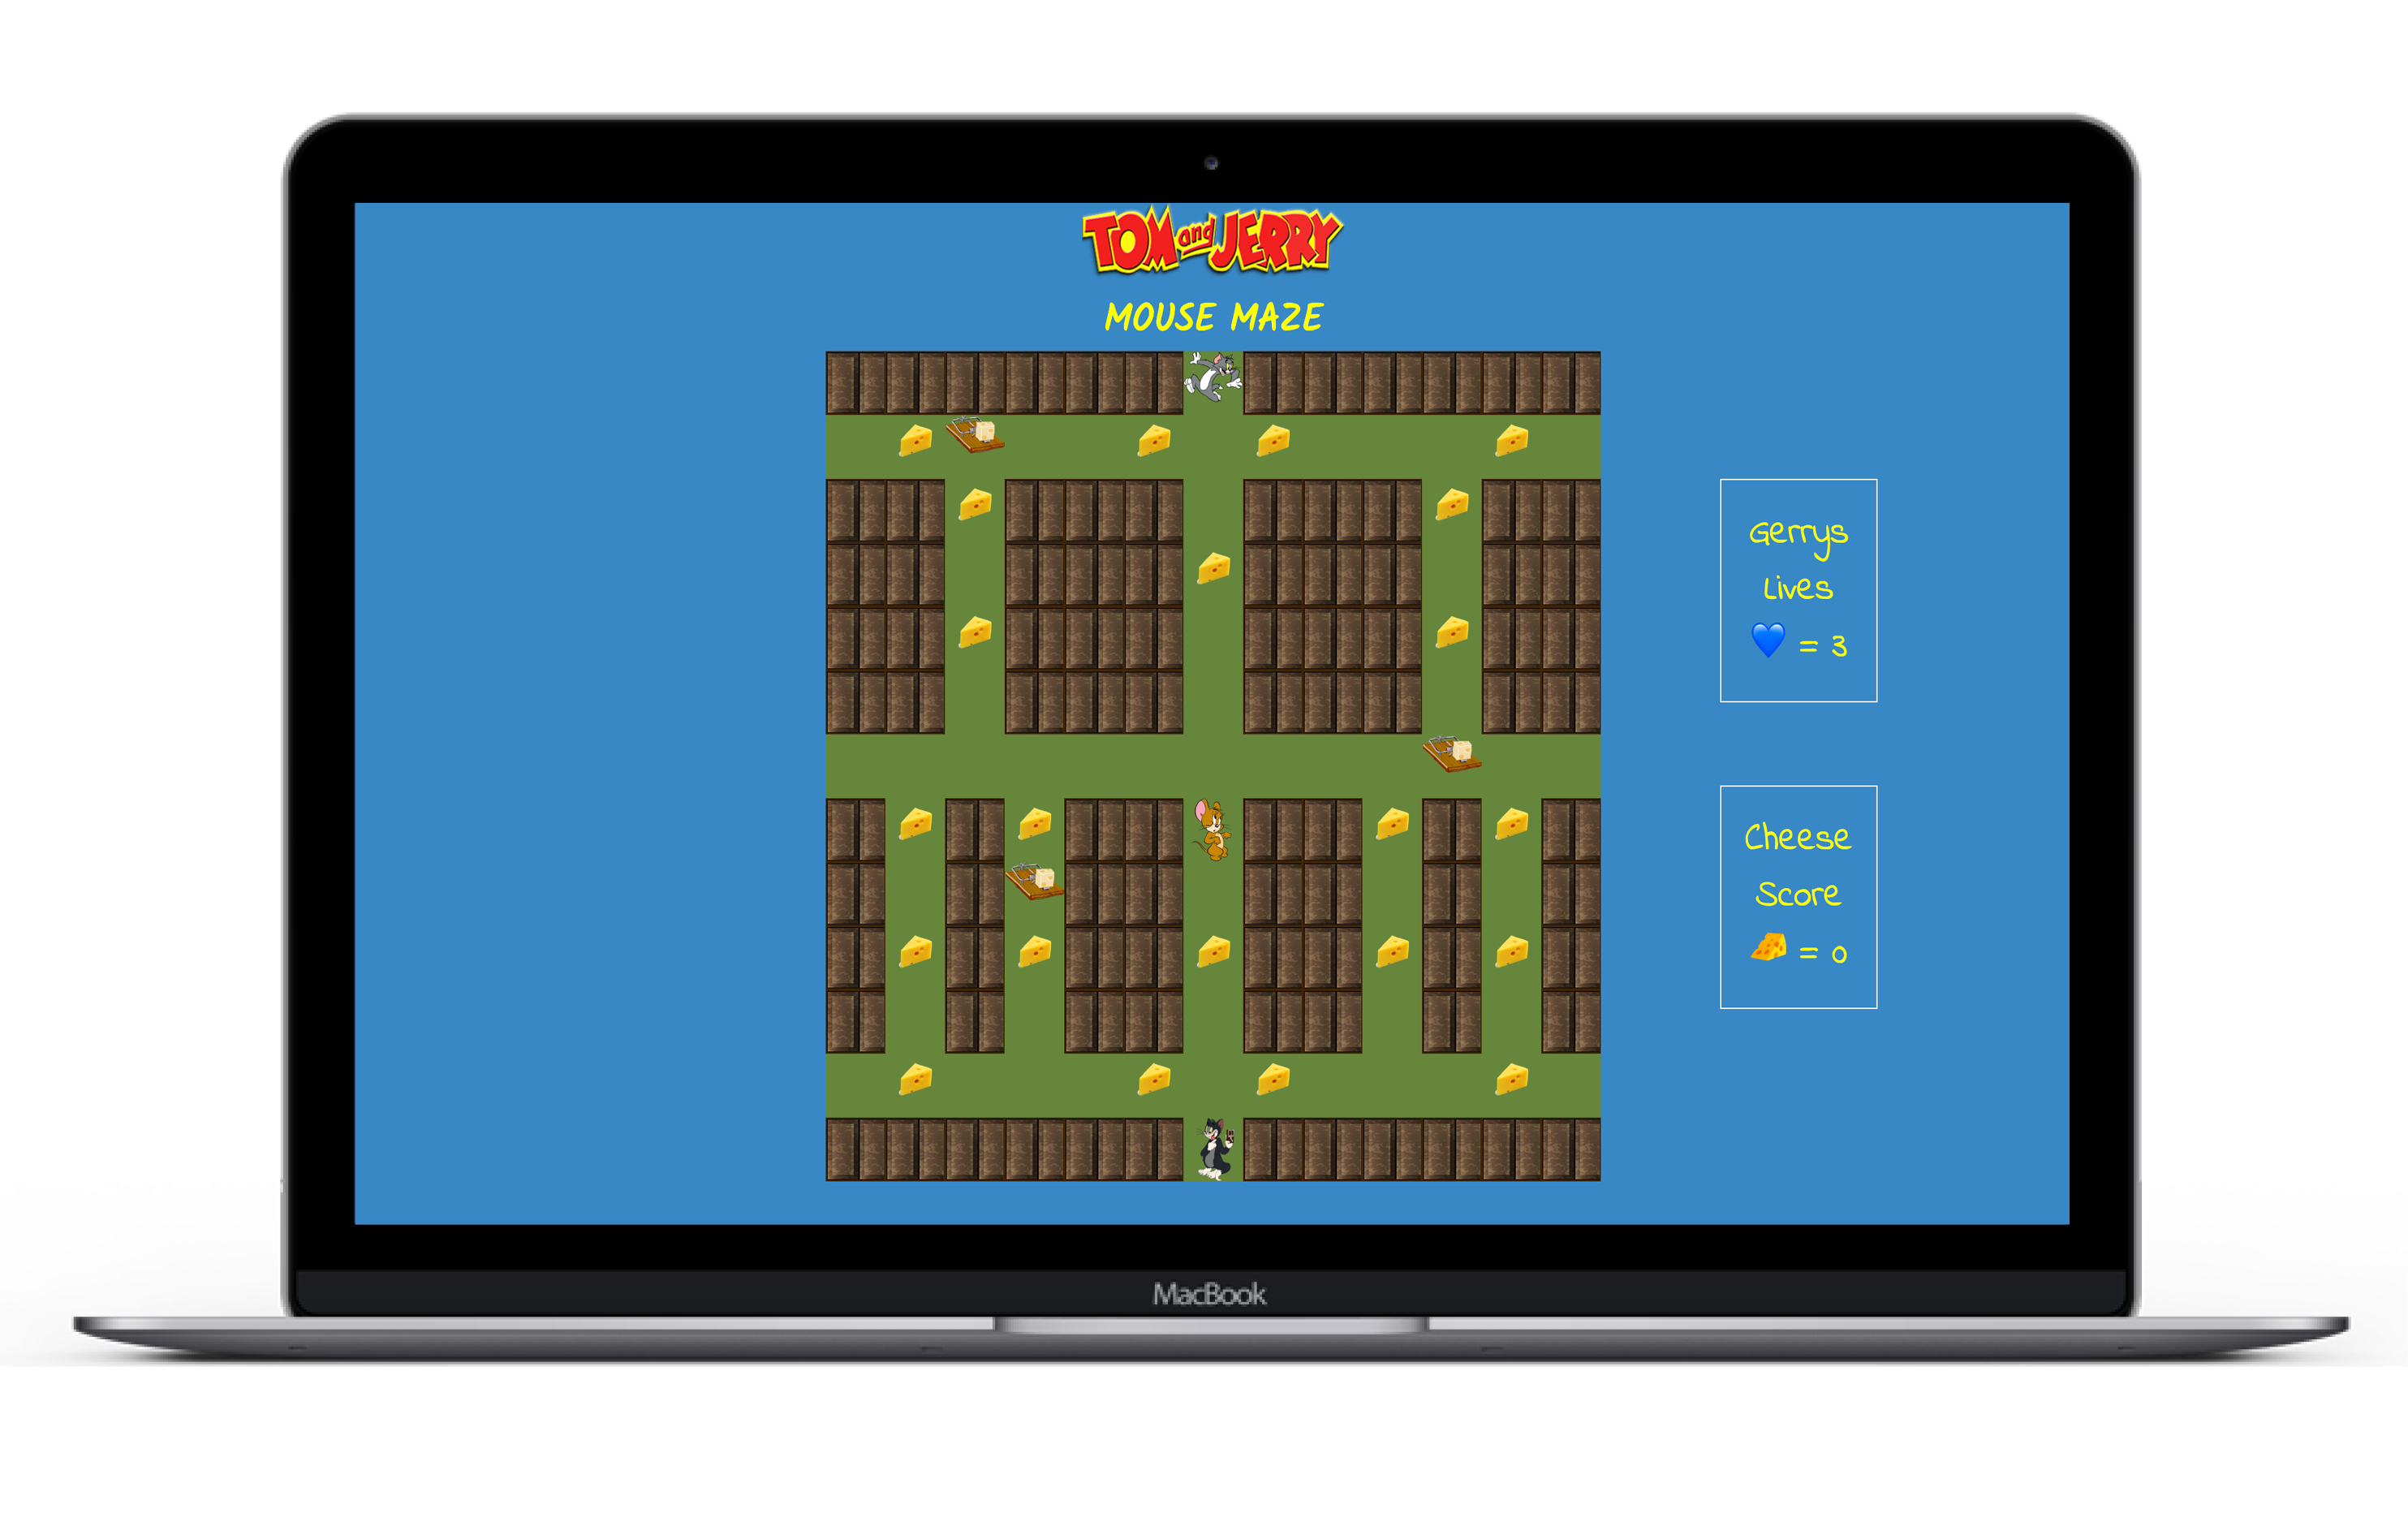 TOM and JERRY
MOUSE MAZE
Gerrys
Lives
💙 = 3
Cheese
Score
🧀 = 0
MacBook